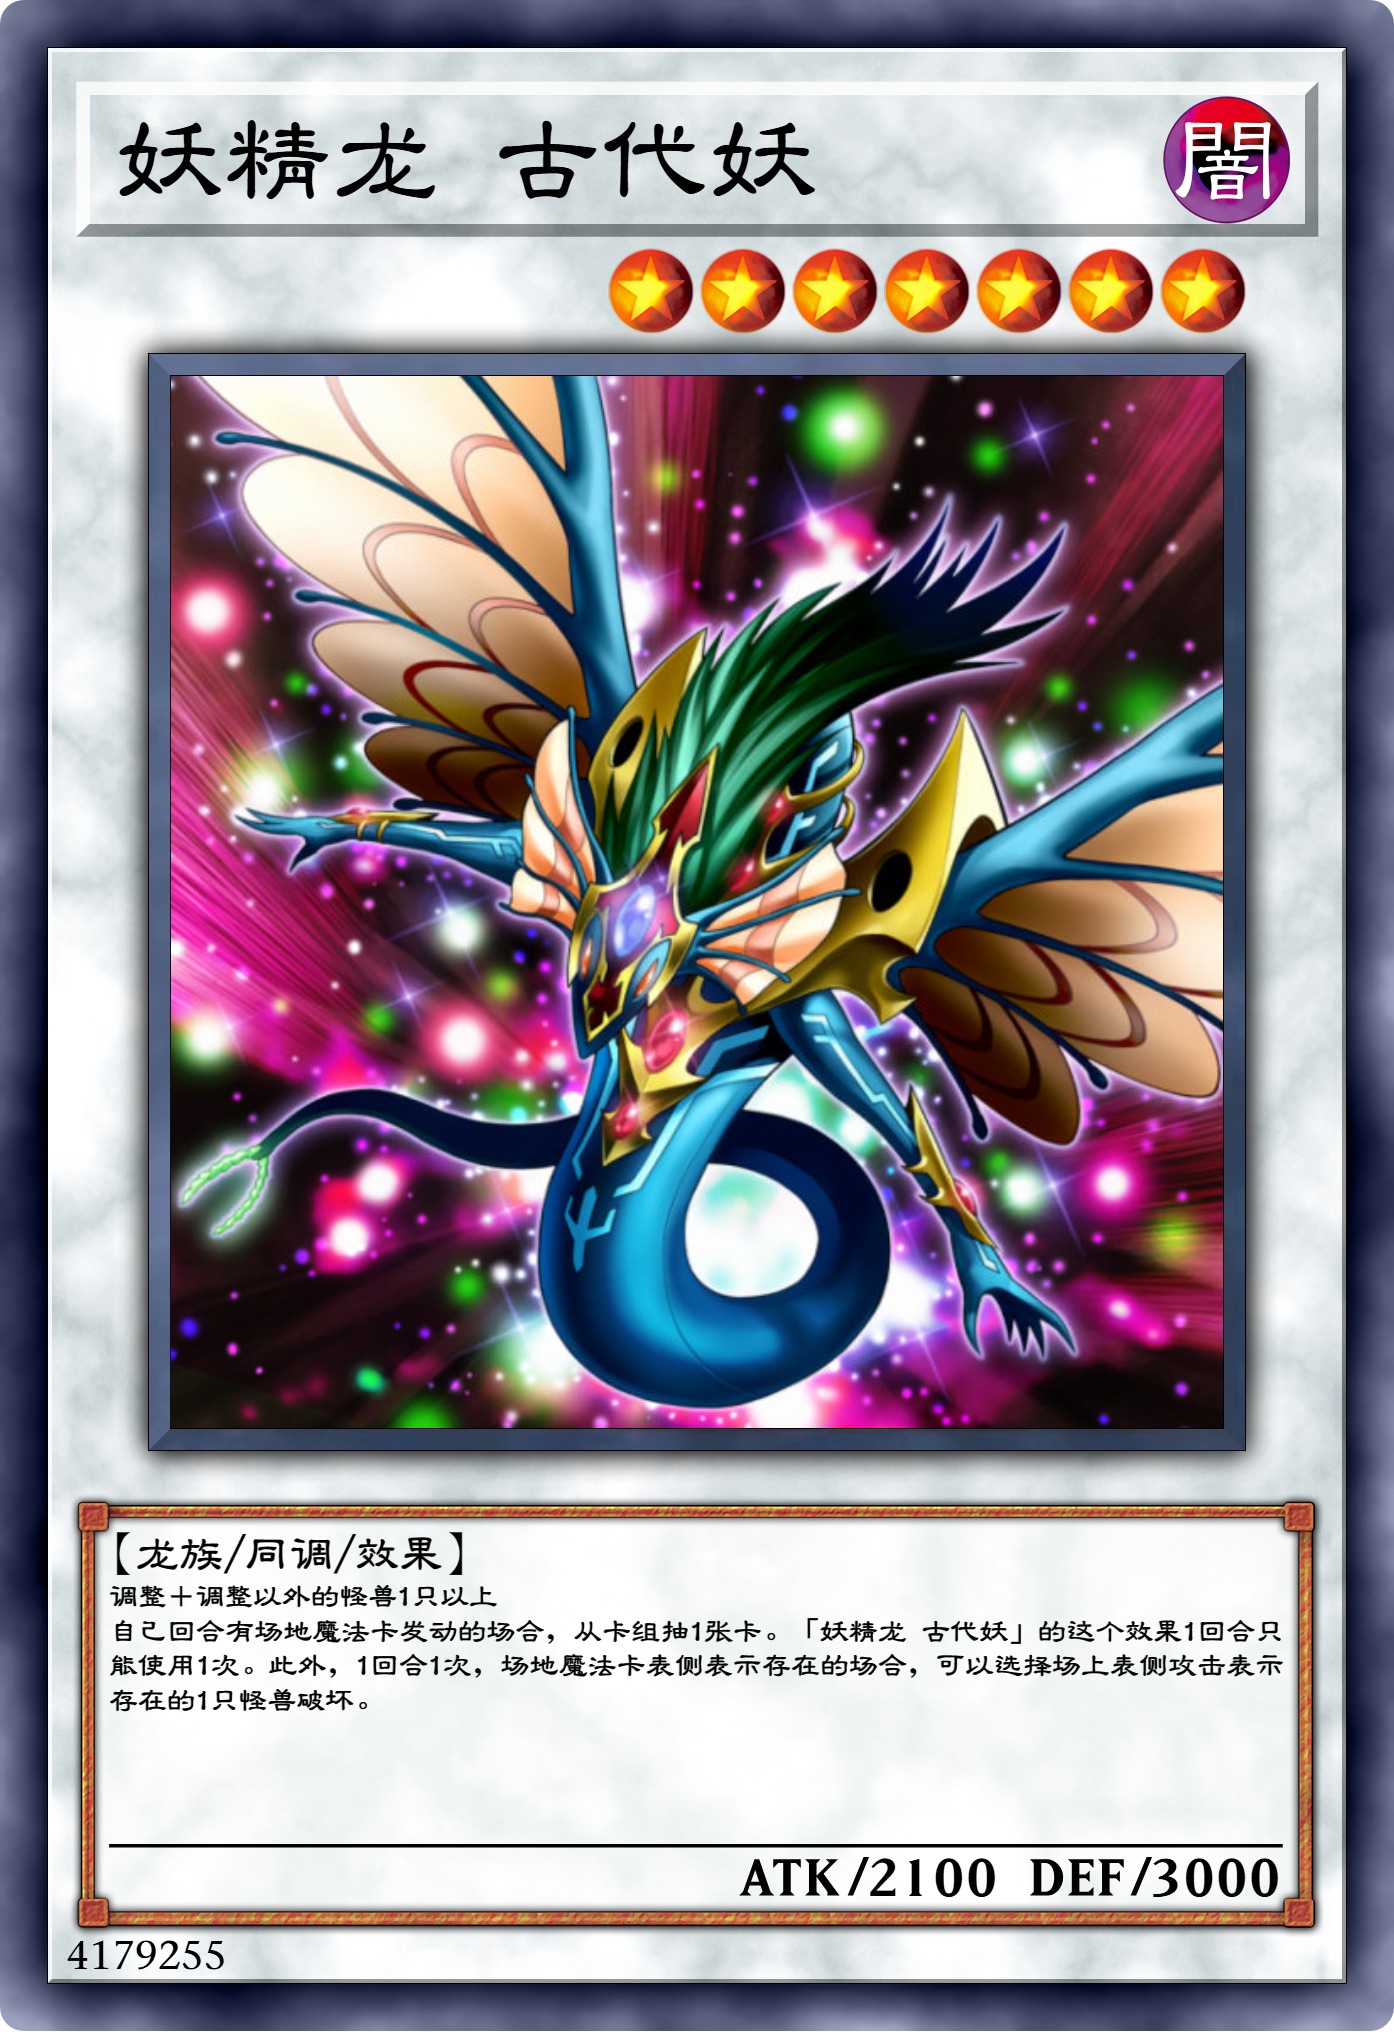 妖精龙 古代妖
闇
【龙族/同调/效果】
调整＋调整以外的怪兽1只以上
自己回合有场地魔法卡发动的场合，从卡组抽1张卡。「妖精龙 古代妖」的这个效果1回合只
能使用1次。此外，1回合1次，场地魔法卡表侧表示存在的场合，可以选择场上表侧攻击表示
存在的1只怪兽破坏。
ATK/2100 DEF/3000
4179255